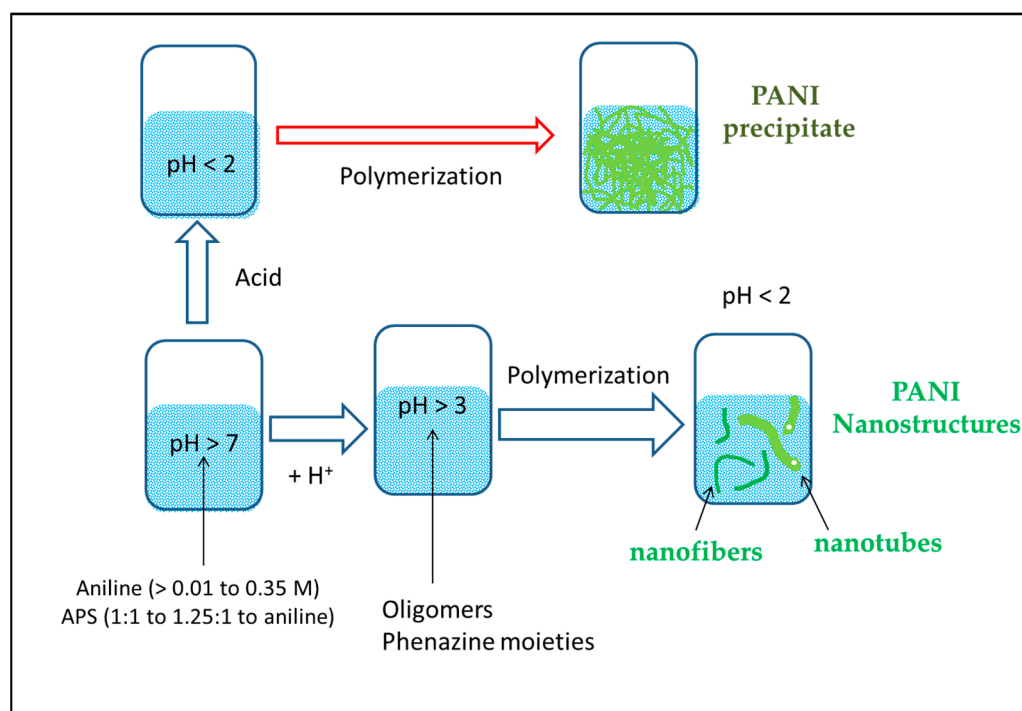 PANI
precipitate
pH < 2
Polymerization
Acid
pH < 2
Polymerization
pH > 7
+ H⁺
pH > 3
PANI
Nanostructures
nanofibers
nanotubes
Aniline (> 0.01 to 0.35 M)
APS (1:1 to 1.25:1 to aniline)
Oligomers
Phenazine moieties